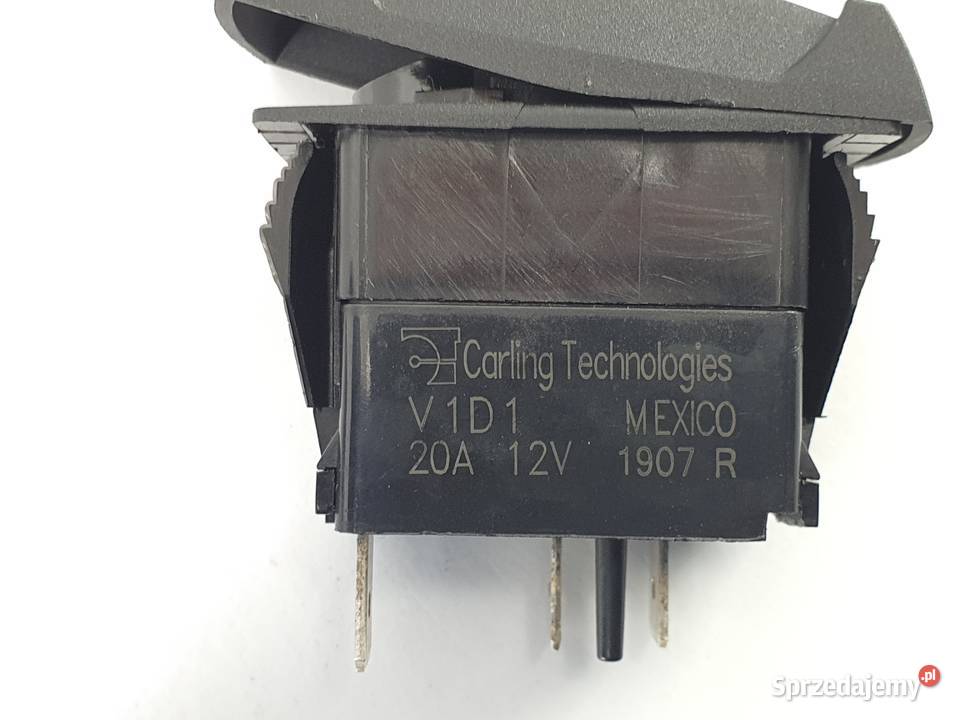 Carling Technologies
V1D1 MEXICO
20A 12V 1907 R
Sprzedajemy.pl